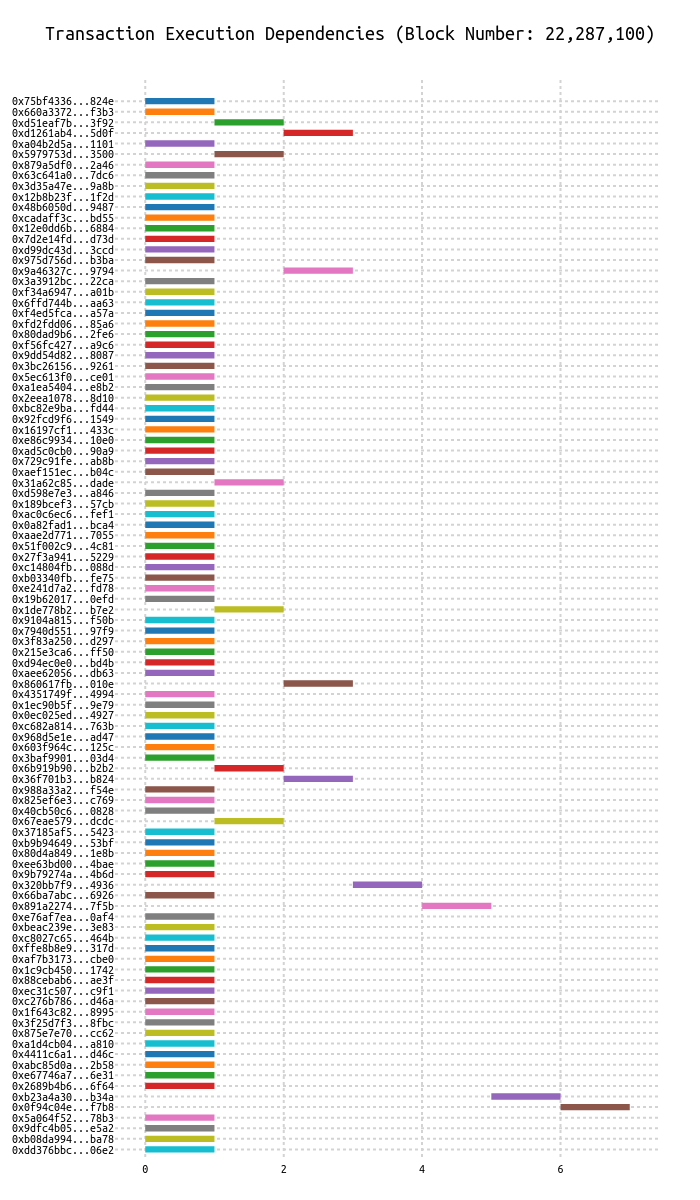 Transaction Execution Dependencies (Block Number: 22,287,100)
0x75bf4336...824e
0x660a3372...f3b3
0xd51eaf7b...3f92
0xd1261ab4...5d0f
0xa04b2d5a...1101
0x5979753d...3500
0x879a5df0...2a46
0x63c641a0...7dc6
0x3d35a47e...9a8b
0x12b8b23f...1f2d
0x48b6050d...9487
0xcadaff3c...bd55
0x12e0dd6b...6884
0x7d2e14fd...d73d
0xd99dc43d...3ccd
0x975d756d...b3ba
0x9a46327c...9794
0x3a3912bc...22ca
0xf34a6947...a01b
0x6ffd744b...aa63
0xf4ed5fca...a57a
0xfd2fdd06...85a6
0x80dad9b6...2fe6
0xf56fc427...a9c6
0x9dd54d82...8087
0x3bc26156...9261
0x5ec613f0...ce01
0xa1ea5404...e8b2
0x2eea1078...8d10
0xbc82e9ba...fd44
0x92fcd9f6...1549
0x16197cf1...433c
0xe86c9934...10e0
0xad5c0cb0...90a9
0x729c91fe...ab8b
0xaef151ec...b04c
0x31a62c85...dade
0xd598e7e3...a846
0x189bcef3...57cb
0xac0c6ec6...fef1
0x0a82fad1...bca4
0xaae2d771...7055
0x51f002c9...4c81
0x27f3a941...5229
0xc14804fb...088d
0xb03340fb...fe75
0xe241d7a2...fd78
0x19b62017...0efd
0x1de778b2...b7e2
0x9104a815...f50b
0x7940d551...97f9
0x3f83a250...d297
0x215e3ca6...ff50
0xd94ec0e0...bd4b
0xaee62056...db63
0x860617fb...010e
0x4351749f...4994
0x1ec90b5f...9e79
0x0ec025ed...4927
0xc682a814...763b
0x968d5e1e...ad47
0x603f964c...125c
0x3baf9901...03d4
0x6b919b90...b2b2
0x36f701b3...b824
0x988a33a2...f54e
0x825ef6e3...c769
0x40cb50c6...0828
0x67eae579...dcdc
0x37185af5...5423
0xb9b94649...53bf
0x80d4a849...1e8b
0xee63bd00...4bae
0x9b79274a...4b6d
0x320bb7f9...4936
0x66ba7abc...6926
0x891a2274...7f5b
0xe76af7ea...0af4
0xbeac239e...3e83
0xc8027c65...464b
0xffe8b8e9...317d
0xaf7b3173...cbe0
0x1c9cb450...1742
0x88cebab6...ae3f
0xec31c507...c9f1
0xc276b786...d46a
0x1f643c82...8995
0x3f25d7f3...8fbc
0x875e7e70...cc62
0xa1d4cb04...a810
0x4411c6a1...d46c
0xabc85d0a...2b58
0xe67746a7...6e31
0x2689b4b6...6f64
0xb23a4a30...b34a
0x0f94c04e...f7b8
0x5a064f52...78b3
0x9dfc4b05...e5a2
0xb08da994...ba78
0xdd376bbc...06e2
0 2 4 6